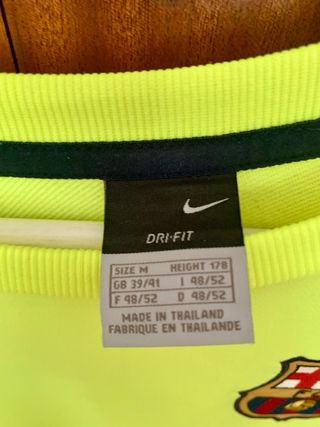 DRI-FIT
SIZE M HEIGHT 178
GB 39/41 I 48/52
F 48/52 D 48/52
MADE IN THAILAND
FABRIQUE EN THAILANDE